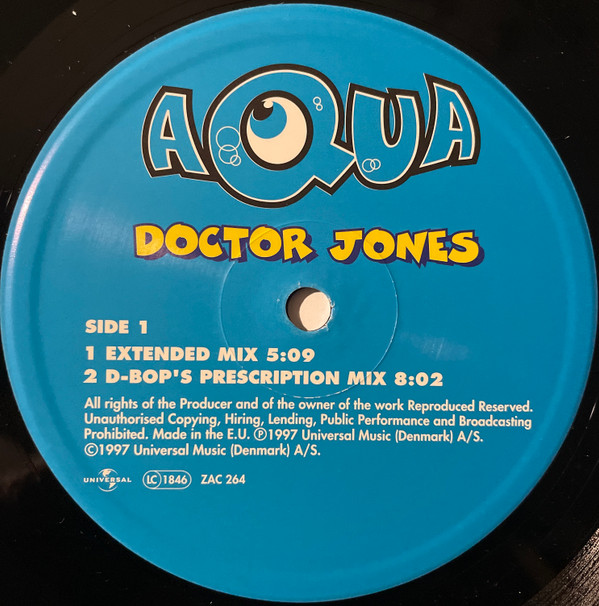 AQUA
DOCTOR JONES
SIDE 1
1 EXTENDED MIX 5:09
2 D-BOP'S PRESCRIPTION MIX 8:02
All rights of the Producer and of the owner of the work Reproduced Reserved.
Unauthorised Copying, Hiring, Lending, Public Performance and Broadcasting
Prohibited. Made in the E.U. ℗1997 Universal Music (Denmark) A/S.
©1997 Universal Music (Denmark) A/S.
UNIVERSAL LC 1846 ZAC 264